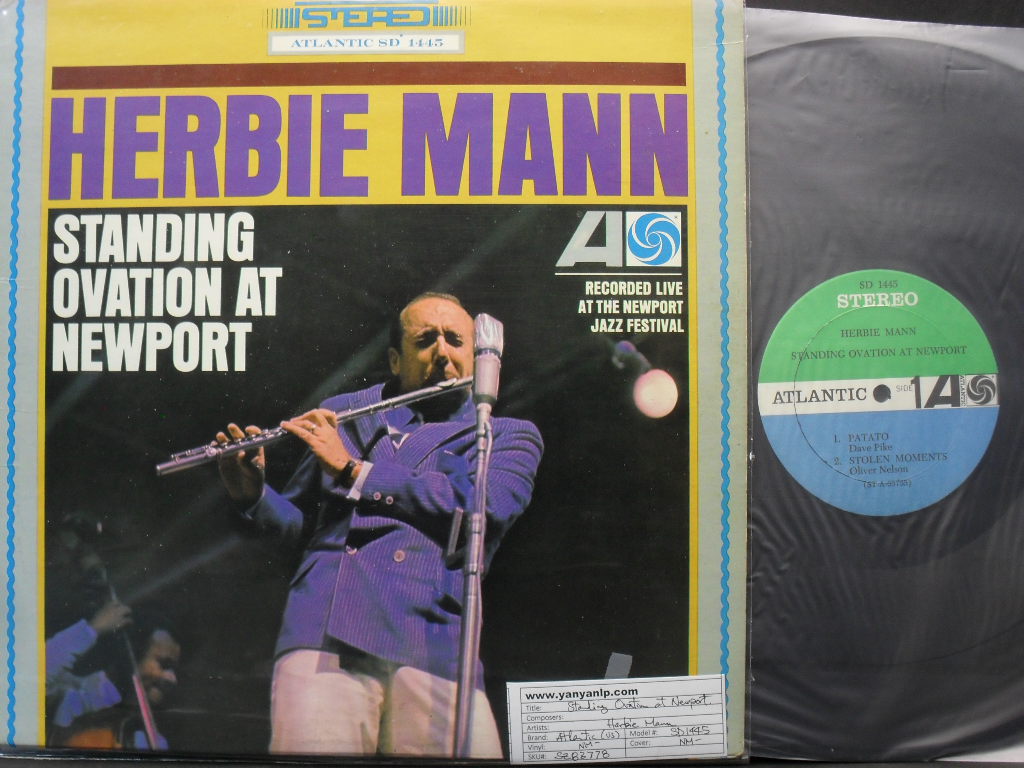 STEREO
ATLANTIC SD 1445
HERBIE MANN
STANDING
OVATION AT
NEWPORT
A
RECORDED LIVE
AT THE NEWPORT
JAZZ FESTIVAL
SD 1445
STEREO
HERBIE MANN
STANDING OVATION AT NEWPORT
ATLANTIC SIDE 1 A ATLANTIC
1. PATATO
Dave Pike
2. STOLEN MOMENTS
Oliver Nelson
www.yanyanlp.com
Title: Standing Ovation at Newport
Composers:
Artists: Herbie Mann
Brand: Atlantic (US) Model #: SD1445
Vinyl: NM- Cover: NM-
SKU#: